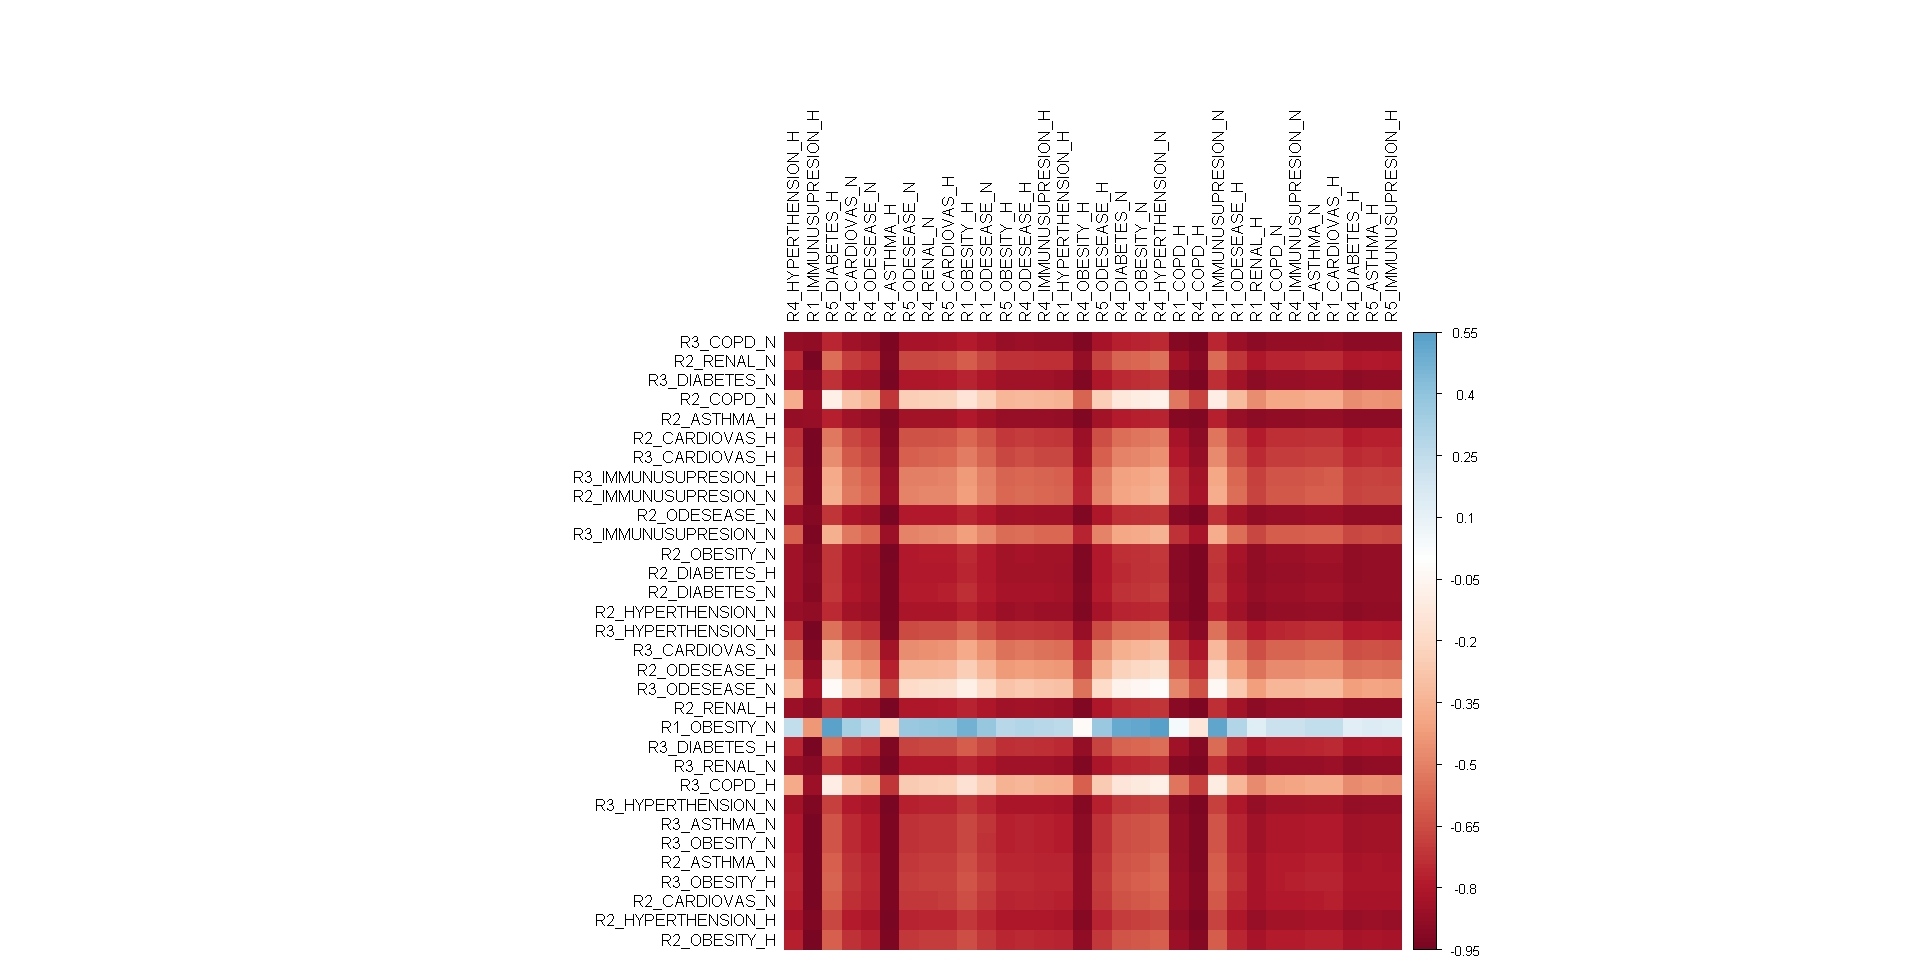 R4_HYPERTHENSION_H
R1_IMMUNUSUPRESION_H
R5_DIABETES_H
R4_CARDIOVAS_N
R4_ODESEASE_N
R4_ASTHMA_H
R5_ODESEASE_N
R4_RENAL_N
R5_CARDIOVAS_H
R1_OBESITY_H
R1_ODESEASE_N
R5_OBESITY_H
R4_ODESEASE_H
R4_IMMUNUSUPRESION_H
R1_HYPERTHENSION_H
R4_OBESITY_H
R5_ODESEASE_H
R4_DIABETES_N
R4_OBESITY_N
R4_HYPERTHENSION_N
R1_COPD_H
R4_COPD_H
R1_IMMUNUSUPRESION_N
R1_ODESEASE_H
R1_RENAL_H
R4_COPD_N
R4_IMMUNUSUPRESION_N
R4_ASTHMA_N
R1_CARDIOVAS_H
R4_DIABETES_H
R5_ASTHMA_H
R5_IMMUNUSUPRESION_H
R3_COPD_N
R2_RENAL_N
R3_DIABETES_N
R2_COPD_N
R2_ASTHMA_H
R2_CARDIOVAS_H
R3_CARDIOVAS_H
R3_IMMUNUSUPRESION_H
R2_IMMUNUSUPRESION_N
R2_ODESEASE_N
R3_IMMUNUSUPRESION_N
R2_OBESITY_N
R2_DIABETES_H
R2_DIABETES_N
R2_HYPERTHENSION_N
R3_HYPERTHENSION_H
R3_CARDIOVAS_N
R2_ODESEASE_H
R3_ODESEASE_N
R2_RENAL_H
R1_OBESITY_N
R3_DIABETES_H
R3_RENAL_N
R3_COPD_H
R3_HYPERTHENSION_N
R3_ASTHMA_N
R3_OBESITY_N
R2_ASTHMA_N
R3_OBESITY_H
R2_CARDIOVAS_N
R2_HYPERTHENSION_H
R2_OBESITY_H
0.55
0.4
0.25
0.1
-0.05
-0.2
-0.35
-0.5
-0.65
-0.8
-0.95